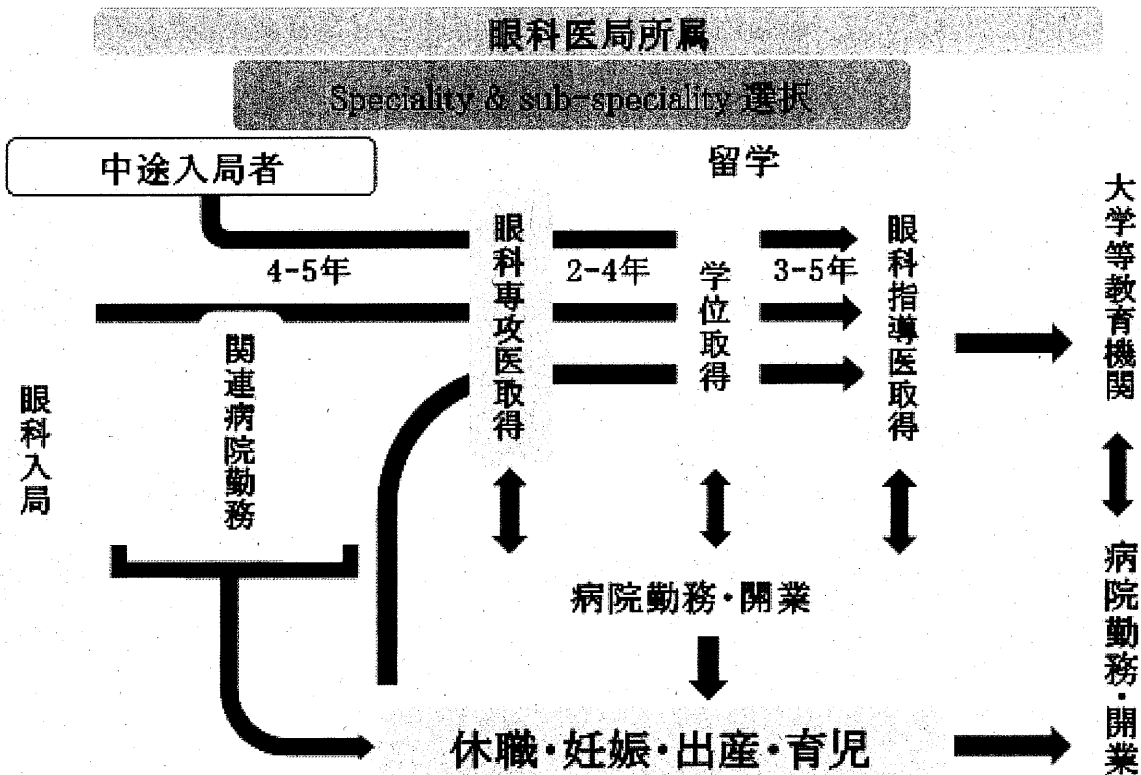 眼科医局所属
Speciality & sub-speciality 選択
中途入局者
留学
4-5年
2-4年
3-5年
眼科入局
関連病院勤務
眼科専攻医取得
学位取得
眼科指導医取得
大学等教育機関
病院勤務・開業
病院勤務・開業
休職・妊娠・出産・育児